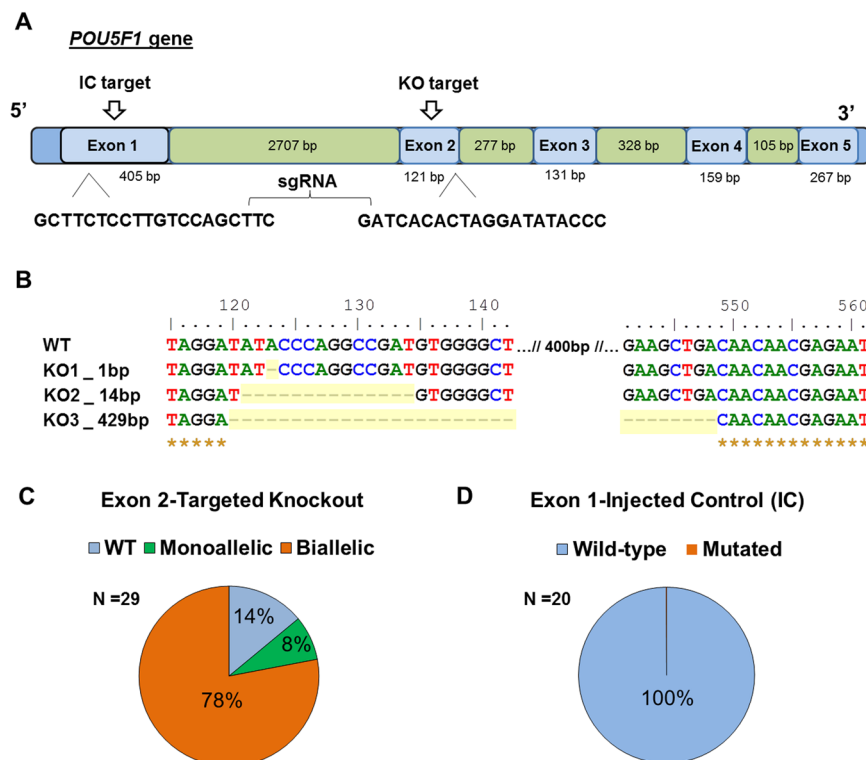 A
POU5F1 gene
IC target
KO target
5’
3’
Exon 1
2707 bp
Exon 2
277 bp
Exon 3
328 bp
Exon 4
105 bp
Exon 5
405 bp
sgRNA
121 bp
131 bp
159 bp
267 bp
GCTTCTCCTTGTCCAGCTTC
GATCACACTAGGATATACCC
B
120
130
140
550
560
WT
TAGGATATACCCAGGCCGATGTGGGGCT
...// 400bp //...
GAAGCTGACAACAACGAGAAT
KO1 _ 1bp
TAGGATAT-CCCAGGCCGATGTGGGGCT
GAAGCTGACAACAACGAGAAT
KO2 _ 14bp
TAGGAT--------------GTGGGGCT
GAAGCTGACAACAACGAGAAT
KO3 _ 429bp
TAGGA-----------------------
--------CAACAACGAGAAT
*****
*************
C
Exon 2-Targeted Knockout
WT Monoallelic Biallelic
N =29
14%
8%
78%
D
Exon 1-Injected Control (IC)
Wild-type Mutated
N =20
100%